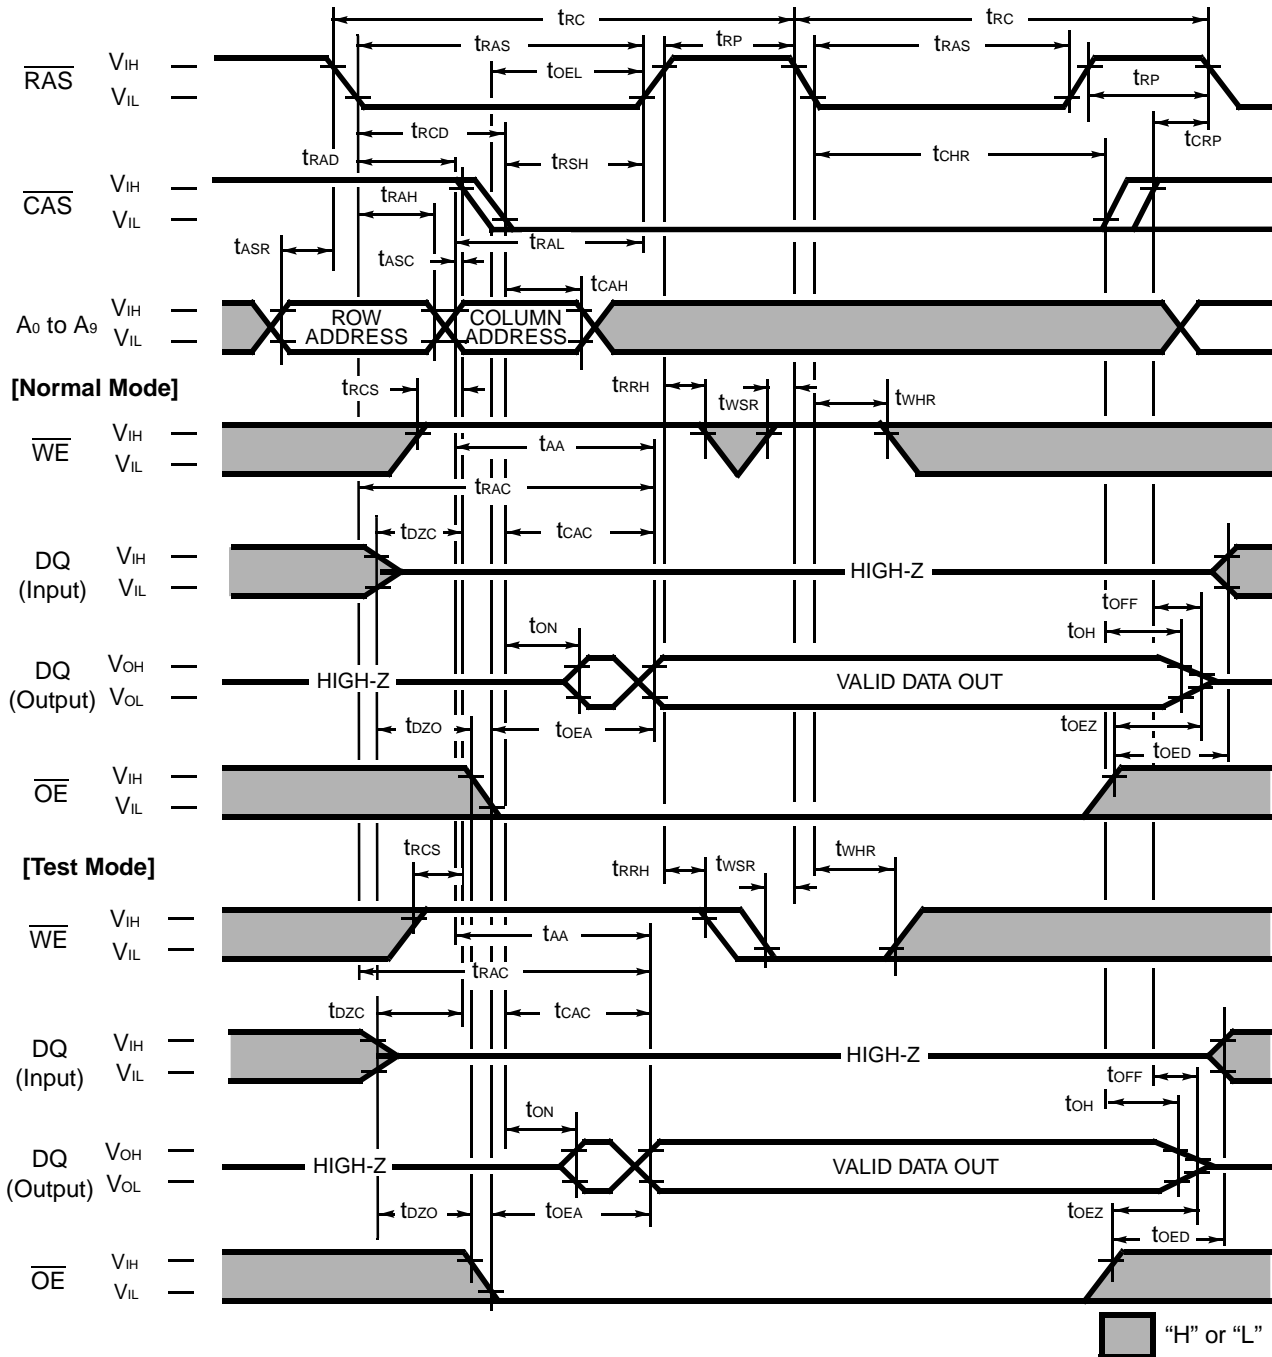 tRC tRC
tRAS tRP tRAS
RAS VIH
VIL
tOEL tRP
tRCD tCRP
tRAD tRSH tCHR
CAS VIH
VIL
tRAH
tASR tRAL
tASC
tCAH
A0 to A9 VIH
VIL
ROW
ADDRESS
COLUMN
ADDRESS
[Normal Mode]
tRCS tRRH tWSR tWHR
WE VIH
VIL
tAA
tRAC
tDZC tCAC
DQ
(Input)
VIH
VIL
HIGH-Z
tOFF
tON tOH
DQ
(Output)
VOH
VOL
HIGH-Z VALID DATA OUT
tDZO tOEA tOEZ
tOED
OE VIH
VIL
[Test Mode]
tRCS tRRH tWSR tWHR
WE VIH
VIL
tAA
tRAC
tDZC tCAC
DQ
(Input)
VIH
VIL
HIGH-Z
tOFF
tON tOH
DQ
(Output)
VOH
VOL
HIGH-Z VALID DATA OUT
tDZO tOEA tOEZ
tOED
OE VIH
VIL
“H” or “L”